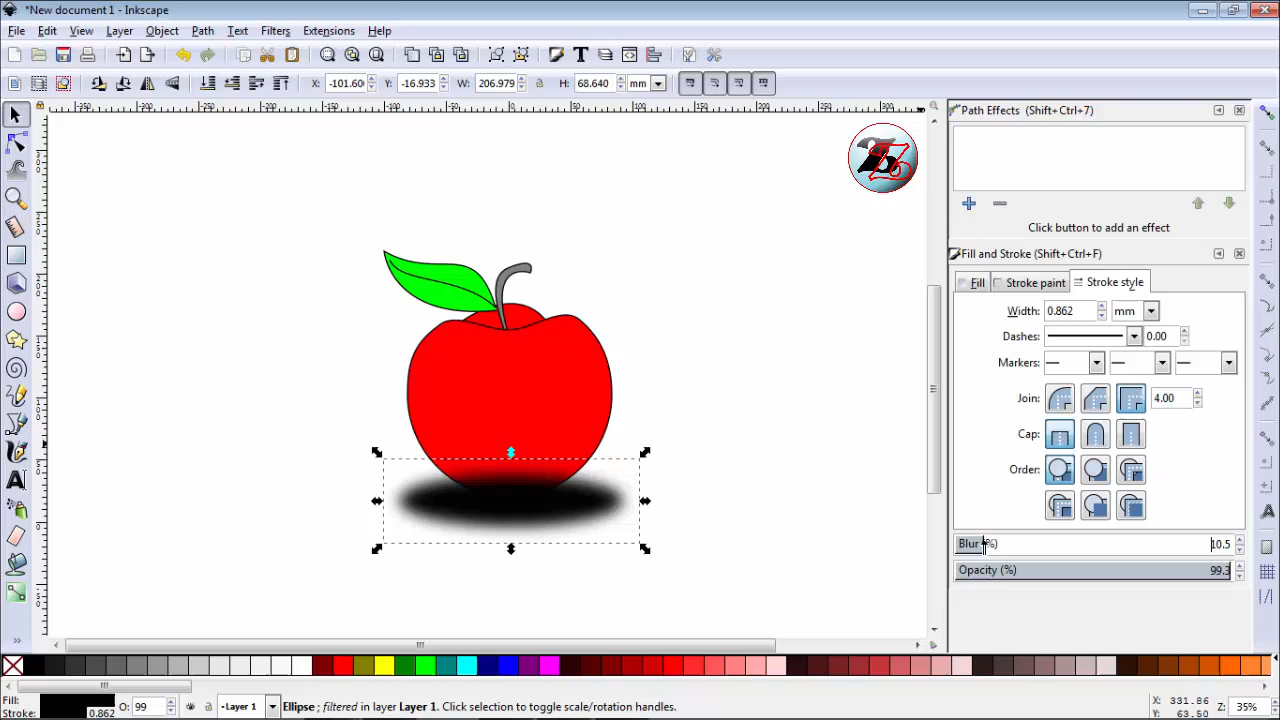 *New document 1 - Inkscape
File Edit View Layer Object Path Text Filters Extensions Help
X: -101.600 Y: -16.933 W: 206.979 H: 68.640 mm
Path Effects (Shift+Ctrl+7)
Click button to add an effect
Fill and Stroke (Shift+Ctrl+F)
Fill Stroke paint Stroke style
Width: 0.862 mm
Dashes: 0.00
Markers:
Join: 4.00
Cap:
Order:
Blur (%) 10.5
Opacity (%) 99.3
Fill: O: 99 Layer 1 Ellipse; filtered in layer Layer 1. Click selection to toggle scale/rotation handles. X: 331.86 Z: 35%
Stroke: 0.862 Y: 63.50